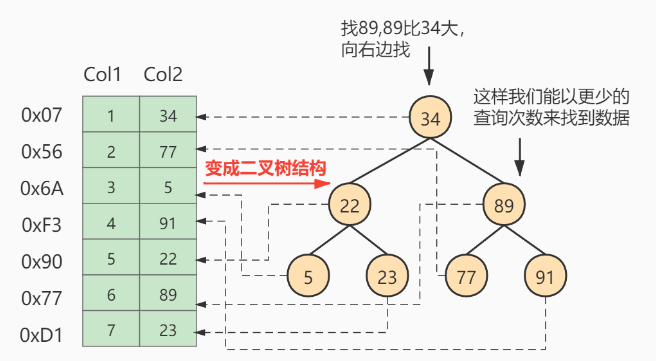 找89,89比34大，
向右边找
Col1 Col2
0x07 1 34
0x56 2 77
0x6A 3 5
0xF3 4 91
0x90 5 22
0x77 6 89
0xD1 7 23
变成二叉树结构
这样我们能以更少的
查询次数来找到数据
34
22 89
5 23 77 91